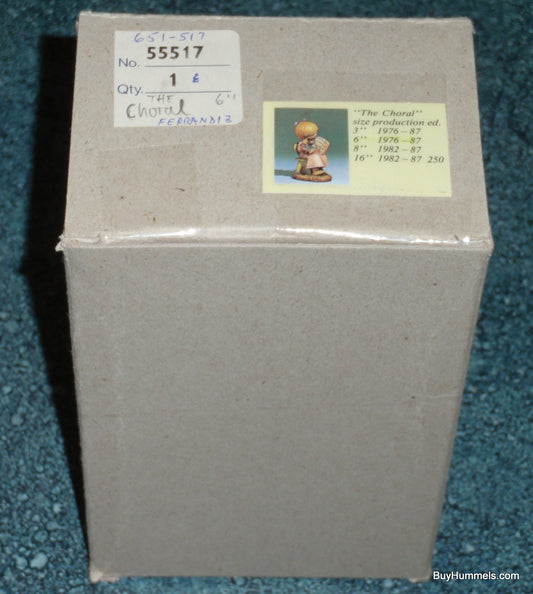 651-517
No. 55517
Qty. 1 E
THE 6"
Choral
FERRANDIZ
"The Choral"
size production ed.
3" 1976-87
6" 1976-87
8" 1982-87
16" 1982-87 250
BuyHummels.com